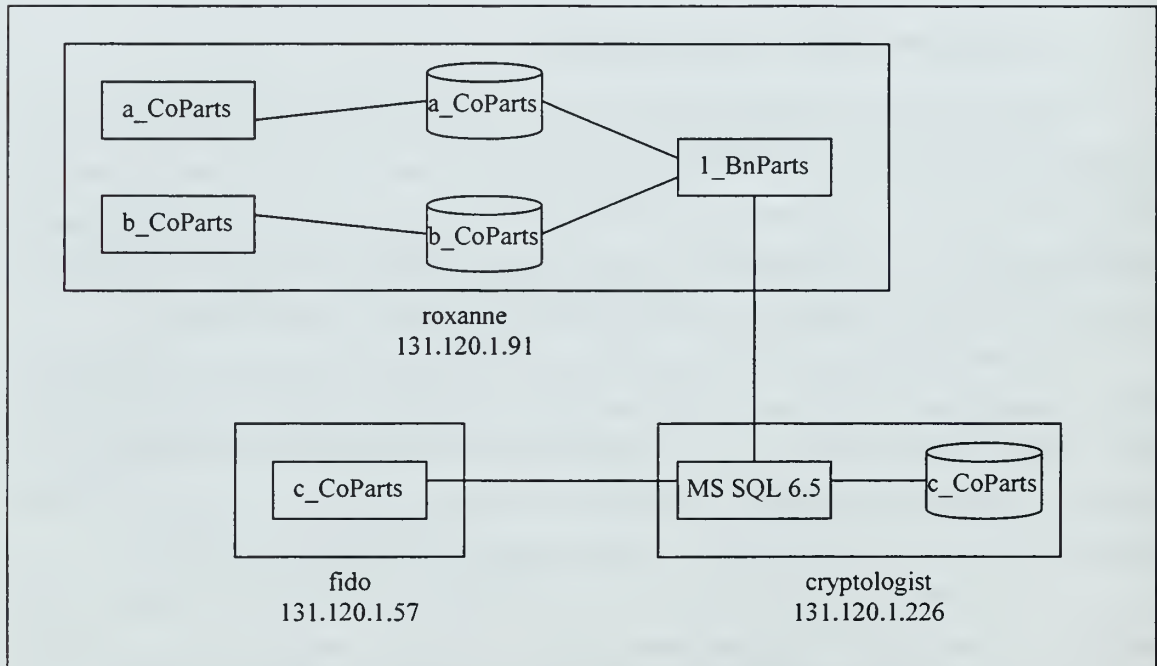 a_CoParts
a_CoParts
1_BnParts
b_CoParts
b_CoParts
roxanne
131.120.1.91
c_CoParts
MS SQL 6.5
c_CoParts
fido
131.120.1.57
cryptologist
131.120.1.226